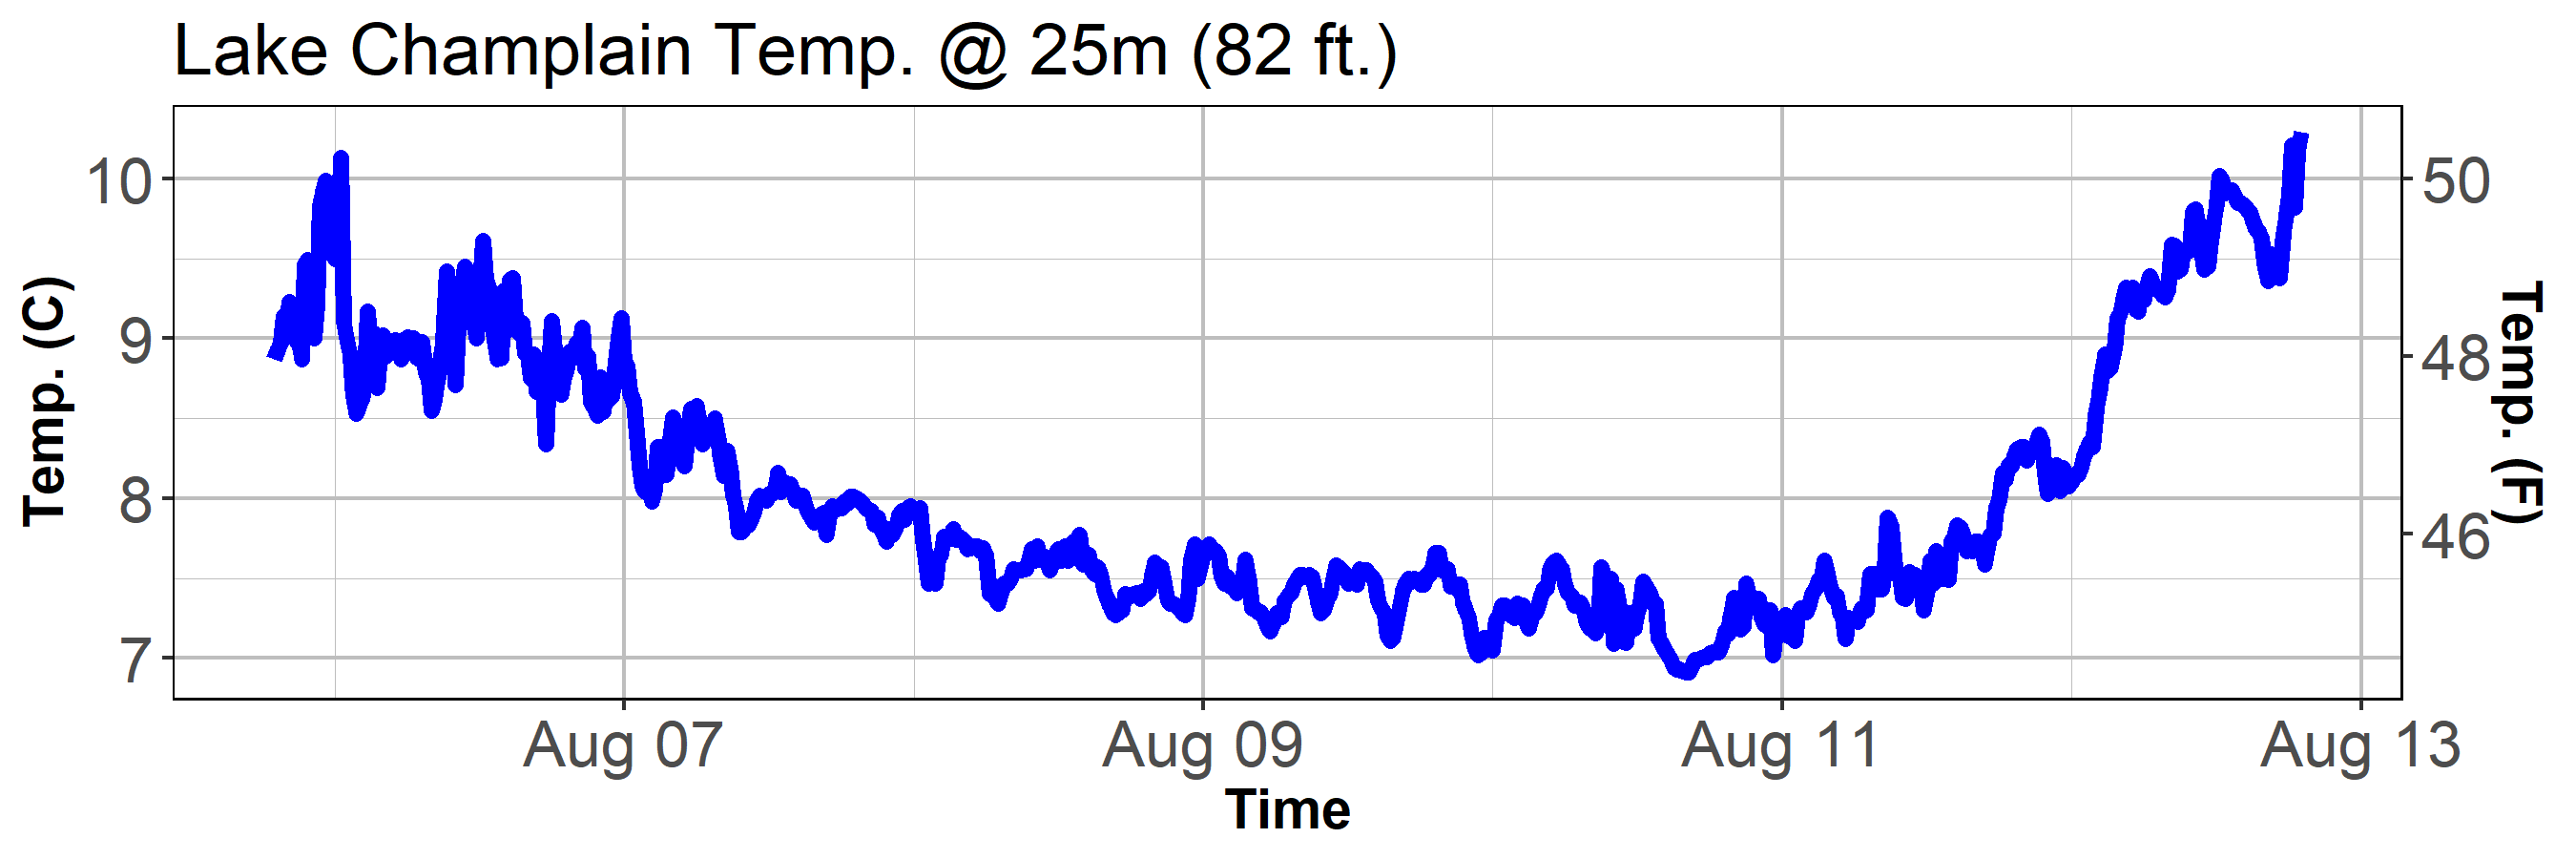 Lake Champlain Temp. @ 25m (82 ft.)
Temp. (C)
10
9
8
7
50
48
46
Temp. (F)
Aug 07
Aug 09
Aug 11
Aug 13
Time